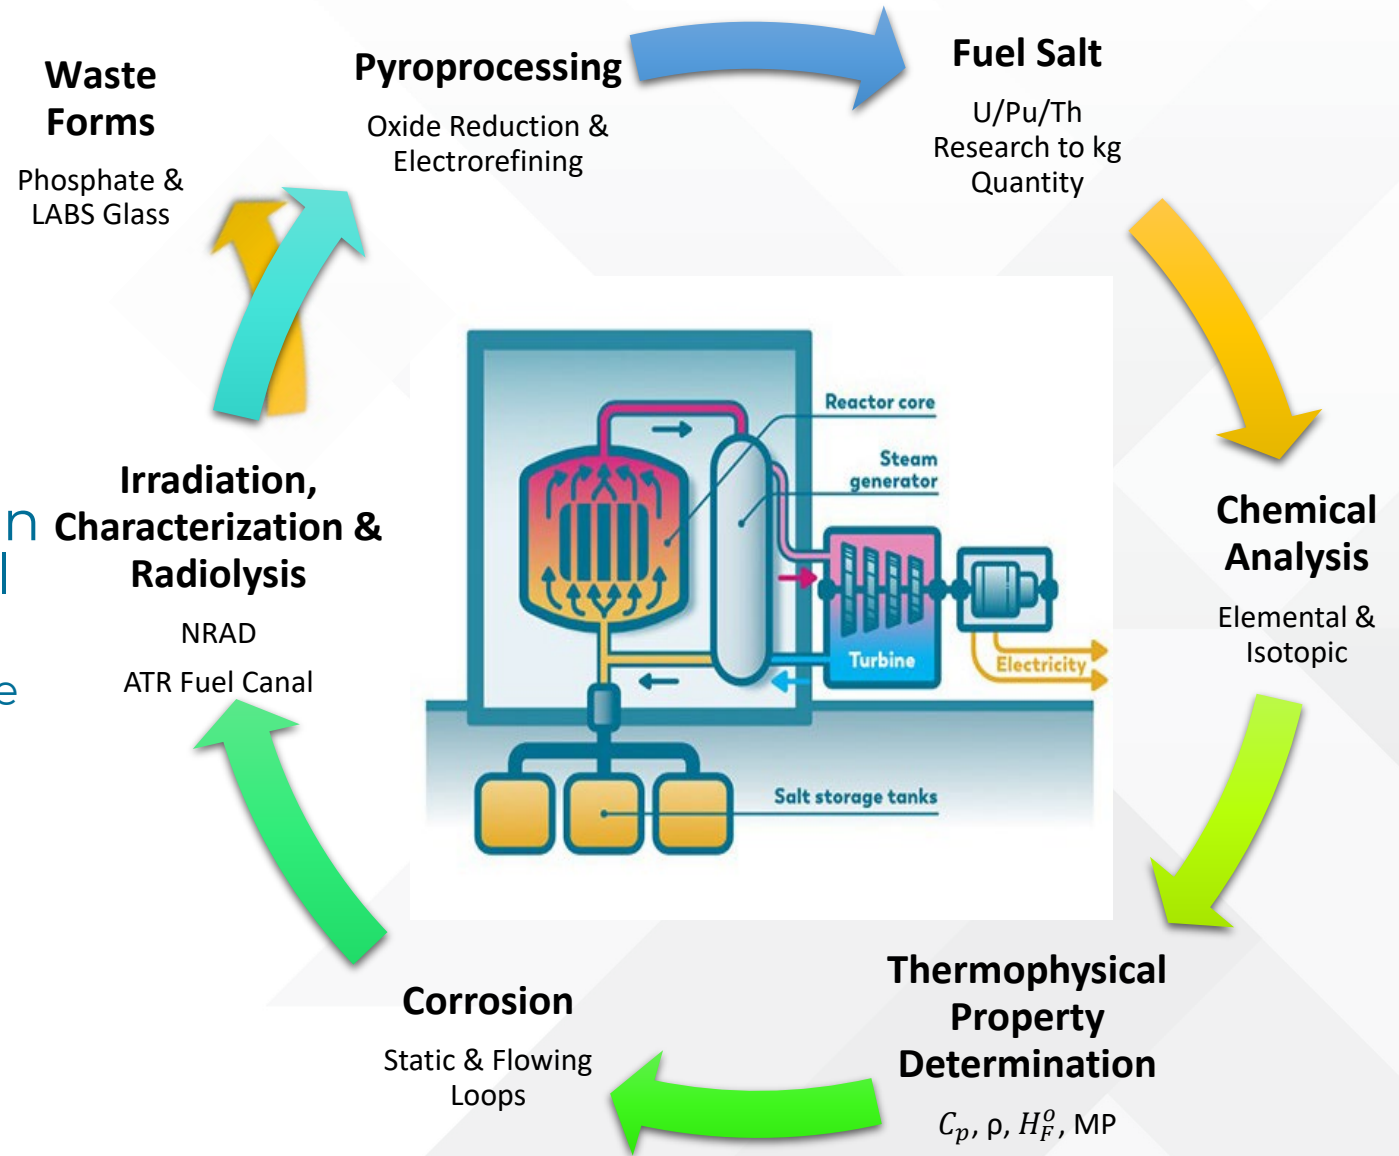 Waste
Forms
Phosphate &
LABS Glass
Pyroprocessing
Oxide Reduction &
Electrorefining
Fuel Salt
U/Pu/Th
Research to kg
Quantity
Chemical
Analysis
Elemental &
Isotopic
Thermophysical
Property
Determination
C_p, ρ, H_F^o, MP
Corrosion
Static & Flowing
Loops
Irradiation,
Characterization &
Radiolysis
NRAD
ATR Fuel Canal
n
l
e
Reactor core
Steam
generator
Turbine
Electricity
Salt storage tanks